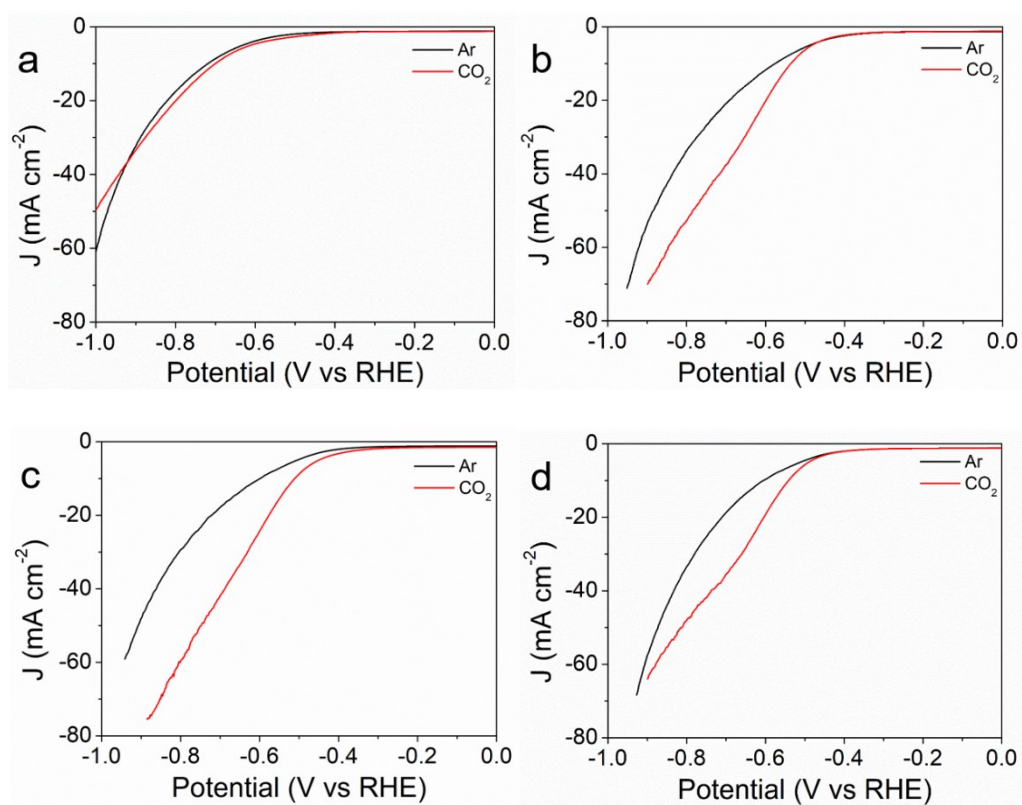 a
Ar
CO₂
J (mA cm⁻²)
0
-20
-40
-60
-80
-1.0 -0.8 -0.6 -0.4 -0.2 0.0
Potential (V vs RHE)
b
Ar
CO₂
J (mA cm⁻²)
0
-20
-40
-60
-80
-1.0 -0.8 -0.6 -0.4 -0.2 0.0
Potential (V vs RHE)
c
Ar
CO₂
J (mA cm⁻²)
0
-20
-40
-60
-80
-1.0 -0.8 -0.6 -0.4 -0.2 0.0
Potential (V vs RHE)
d
Ar
CO₂
J (mA cm⁻²)
0
-20
-40
-60
-80
-1.0 -0.8 -0.6 -0.4 -0.2 0.0
Potential (V vs RHE)